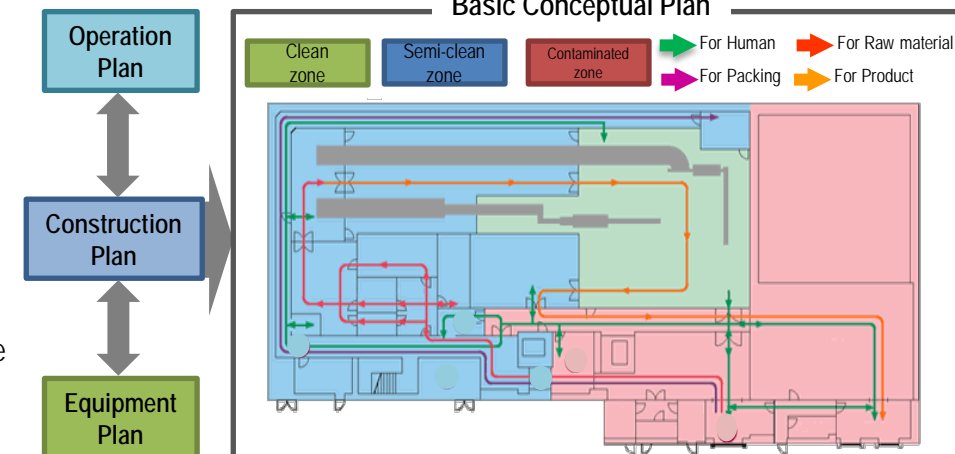 Basic Conceptual Plan
Operation
Plan
Clean
zone
Semi-clean
zone
Contaminated
zone
For Human
For Raw material
For Packing
For Product
Construction
Plan
e
Equipment
Plan